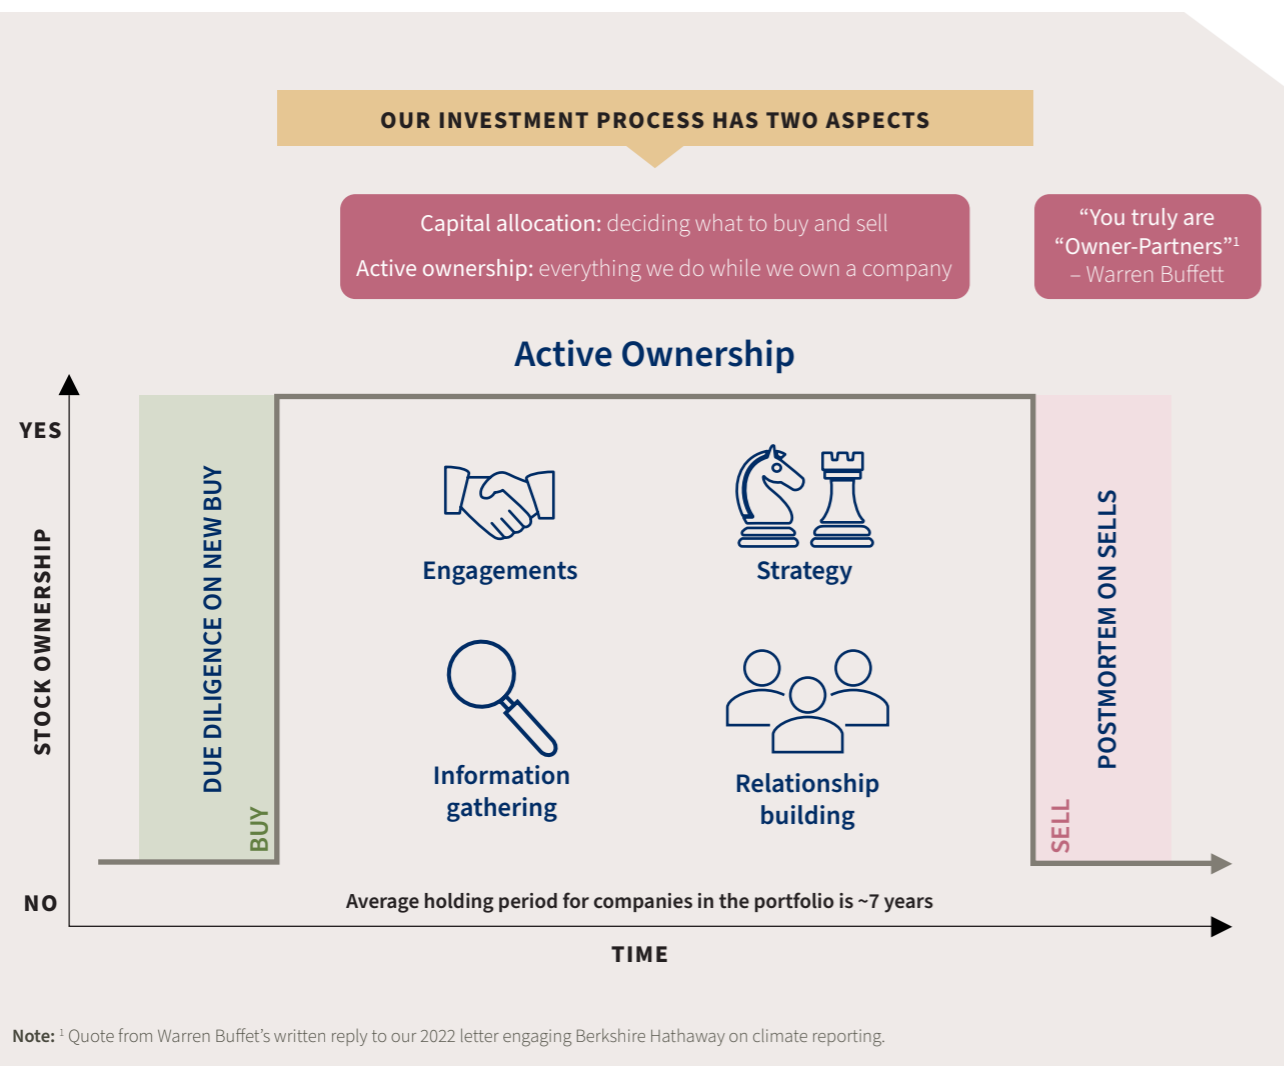 OUR INVESTMENT PROCESS HAS TWO ASPECTS
Capital allocation: deciding what to buy and sell
Active ownership: everything we do while we own a company
“You truly are
“Owner-Partners”¹
– Warren Buffett
Active Ownership
YES
STOCK OWNERSHIP
NO
DUE DILIGENCE ON NEW BUY
BUY
Engagements
Strategy
Information
gathering
Relationship
building
SELL
POSTMORTEM ON SELLS
Average holding period for companies in the portfolio is ~7 years
TIME
Note: ¹ Quote from Warren Buffet’s written reply to our 2022 letter engaging Berkshire Hathaway on climate reporting.